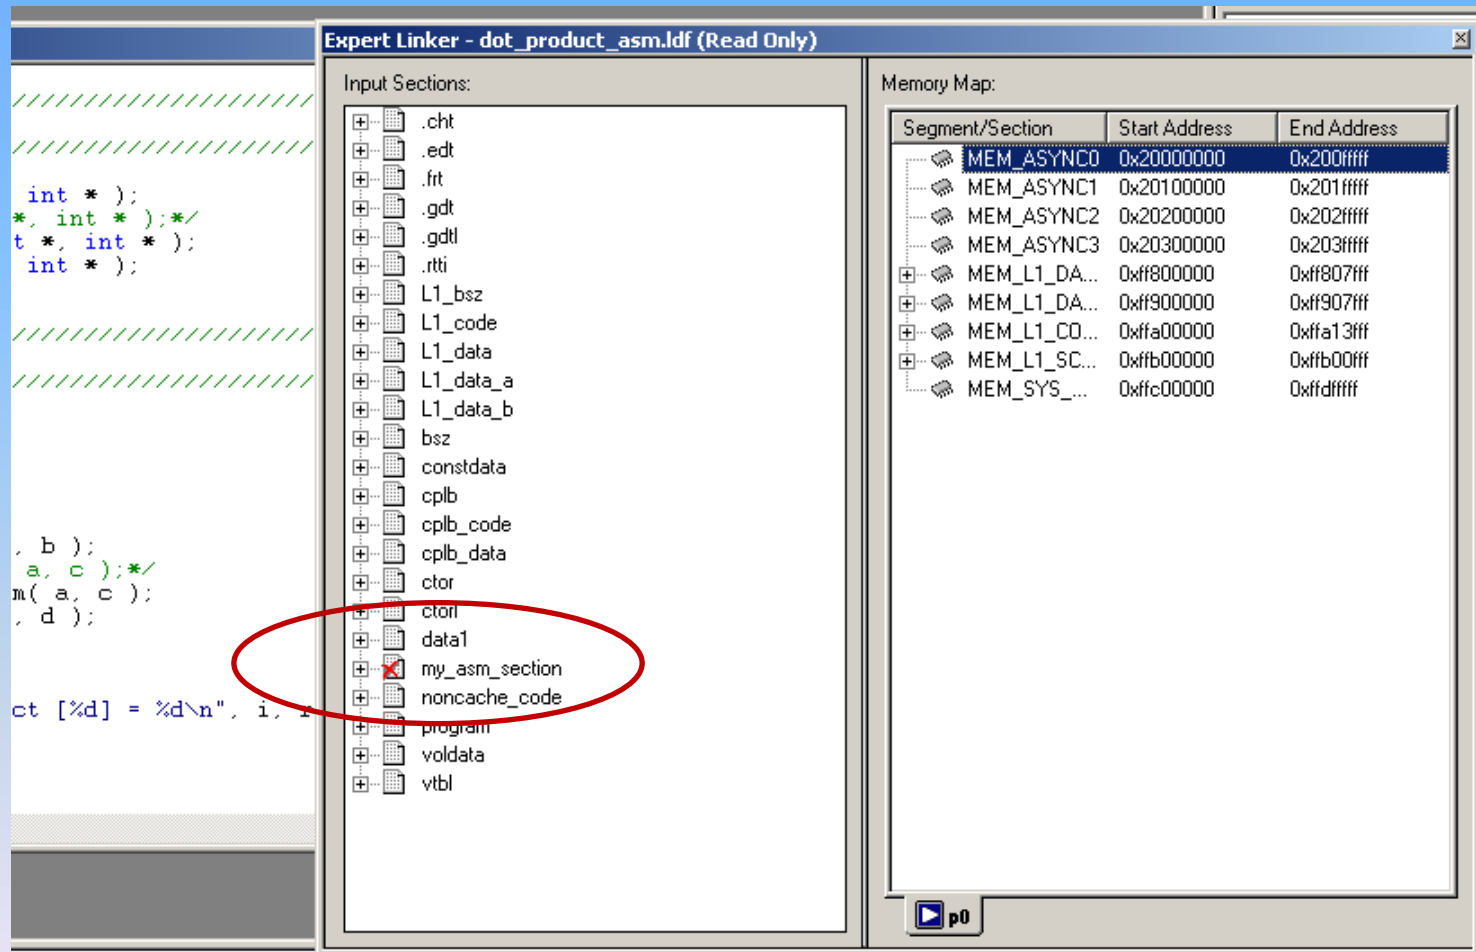 Expert Linker - dot_product_asm.ldf (Read Only)
////////////////////////
////////////////////////
int * );
*, int * );*/
t *, int * );
int * );
////////////////////////
////////////////////////
, b );
a, c );*/
m( a, c );
, d );
ct [%d] = %d\n", i, r
Input Sections:
.cht
.edt
.frt
.gdt
.gdtl
.rtti
L1_bsz
L1_code
L1_data
L1_data_a
L1_data_b
bsz
constdata
cplb
cplb_code
cplb_data
ctor
ctorl
data1
my_asm_section
noncache_code
program
voldata
vtbl
Memory Map:
Segment/Section Start Address End Address
MEM_ASYNC0 0x20000000 0x200fffff
MEM_ASYNC1 0x20100000 0x201fffff
MEM_ASYNC2 0x20200000 0x202fffff
MEM_ASYNC3 0x20300000 0x203fffff
MEM_L1_DA... 0xff800000 0xff807fff
MEM_L1_DA... 0xff900000 0xff907fff
MEM_L1_CO... 0xffa00000 0xffa13fff
MEM_L1_SC... 0xffb00000 0xffb00fff
MEM_SYS_... 0xffc00000 0xffdfffff
p0